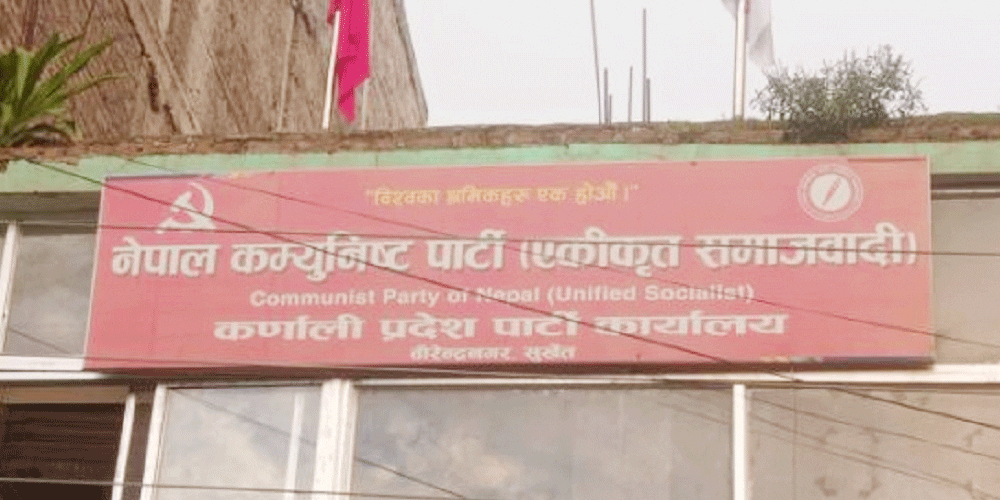 "विश्वका श्रमिकहरू एक होऔं।"
नेपाल कम्युनिष्ट पार्टी (एकीकृत समाजवादी)
Communist Party of Nepal (Unified Socialist)
कर्णाली प्रदेश पार्टी कार्यालय
वीरेन्द्रनगर सुर्खेत